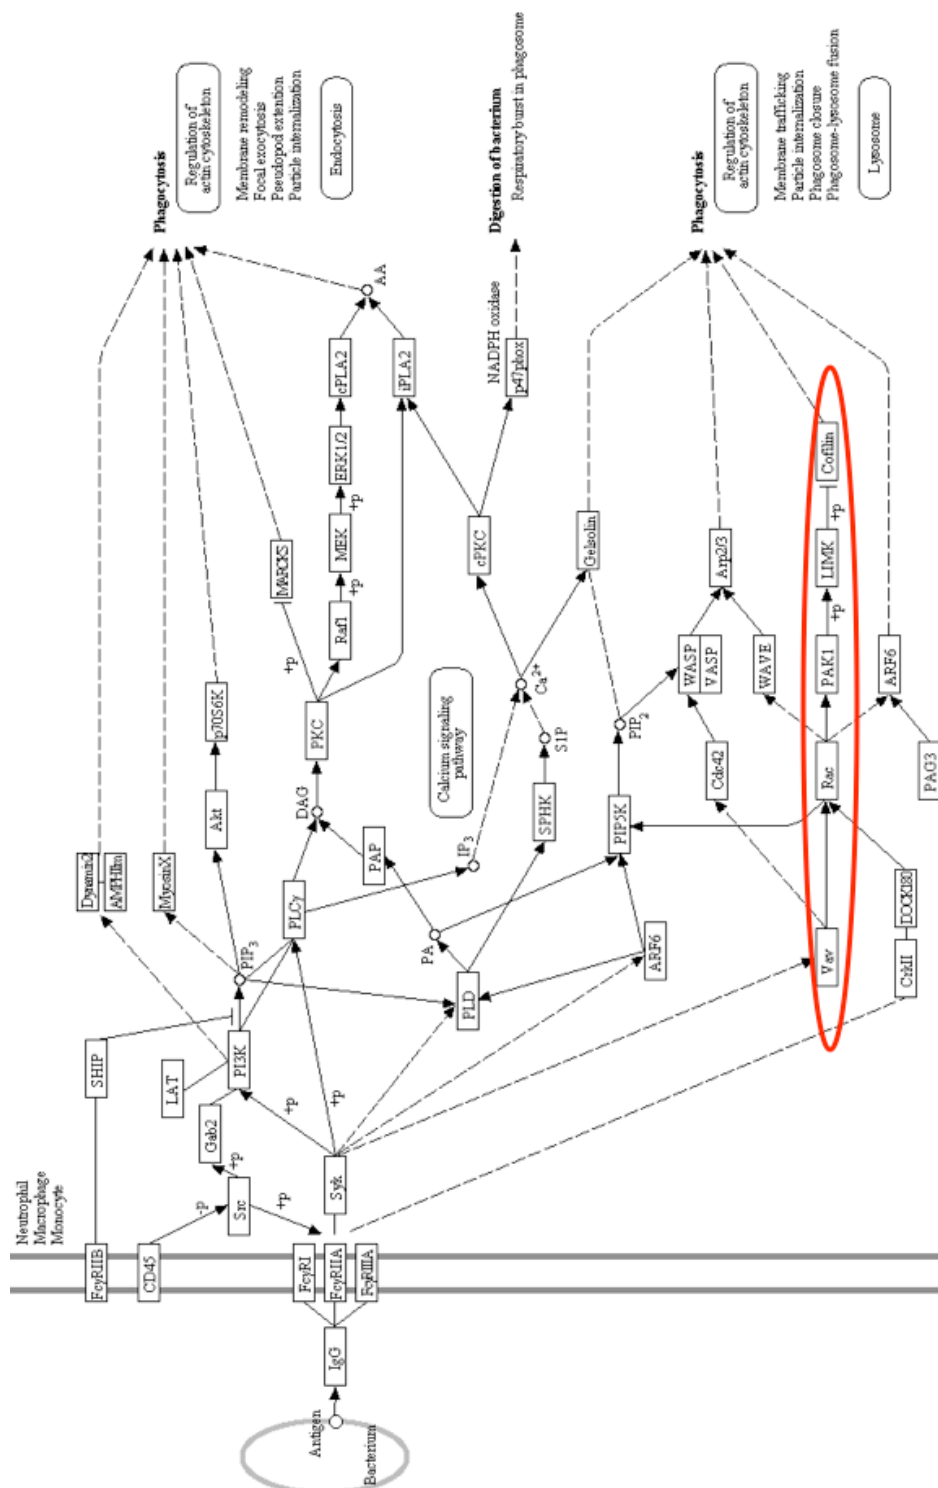 Neutrophil
Macrophage
Monocyte
FcγRIIB
SHIP
CD45
-p
Src
+p
+p
Gab2
LAT
PI3K
PIP3
Dynamin2
AMPHIIm
MyosinX
Akt
p70S6K
Phagocytosis
Regulation of
actin cytoskeleton
Membrane remodeling
Focal exocytosis
Pseudopod extention
Particle internalization
Endocytosis
Antigen
Bacterium
IgG
FcγRI
FcγRIIA
FcγRIIIA
Syk
+p
+p
PLCγ
DAG
PKC
+p
MARCKS
Raf1
+p
MEK
+p
ERK1/2
cPLA2
iPLA2
AA
PAP
PA
PLD
IP3
Calcium signaling
pathway
SPHK
S1P
Ca2+
cPKC
NADPH oxidase
p47phox
Digestion of bacterium
Respiratory burst in phagosome
Gelsolin
ARF6
PIP5K
PIP2
Cdc42
WASP
VASP
WAVE
Arp2/3
Phagocytosis
Regulation of
actin cytoskeleton
Membrane trafficking
Particle internalization
Phagosome closure
Phagosome-lysosome fusion
Lysosome
Vav
Rac
PAK1
+p
LIMK
+p
Cofilin
CrkII
DOCK180
PAG3
ARF6